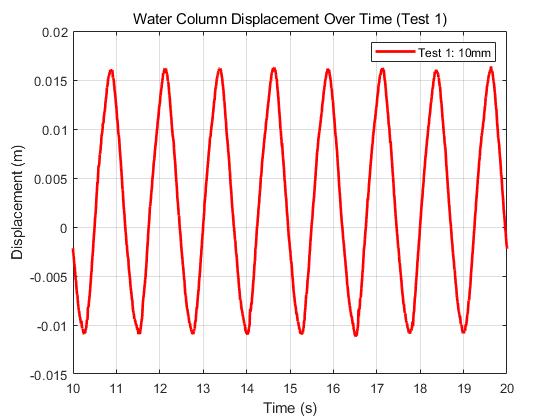 Water Column Displacement Over Time (Test 1)
Test 1: 10mm
0.02
0.015
0.01
0.005
0
-0.005
-0.01
-0.015
Displacement (m)
10 11 12 13 14 15 16 17 18 19 20
Time (s)